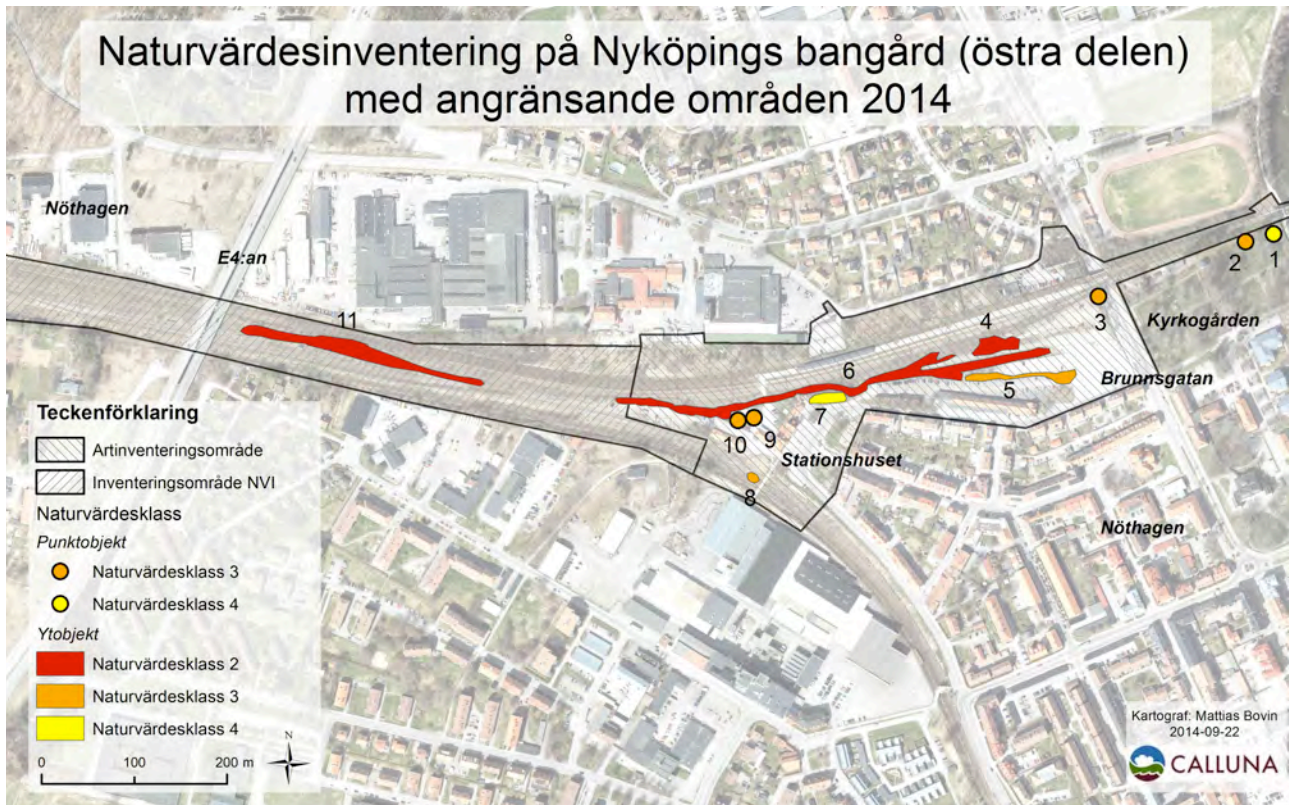 Naturvärdesinventering på Nyköpings bangård (östra delen)
med angränsande områden 2014
Nöthagen
E4:an
11
2
1
3
Kyrkogården
4
6
5
Brunnsgatan
7
10
9
Stationshuset
8
Nöthagen
Teckenförklaring
Artinventeringsområde
Inventeringsområde NVI
Naturvärdesklass
Punktobjekt
Naturvärdesklass 3
Naturvärdesklass 4
Ytobjekt
Naturvärdesklass 2
Naturvärdesklass 3
Naturvärdesklass 4
0 100 200 m
N
Kartograf: Mattias Bovin
2014-09-22
CALLUNA